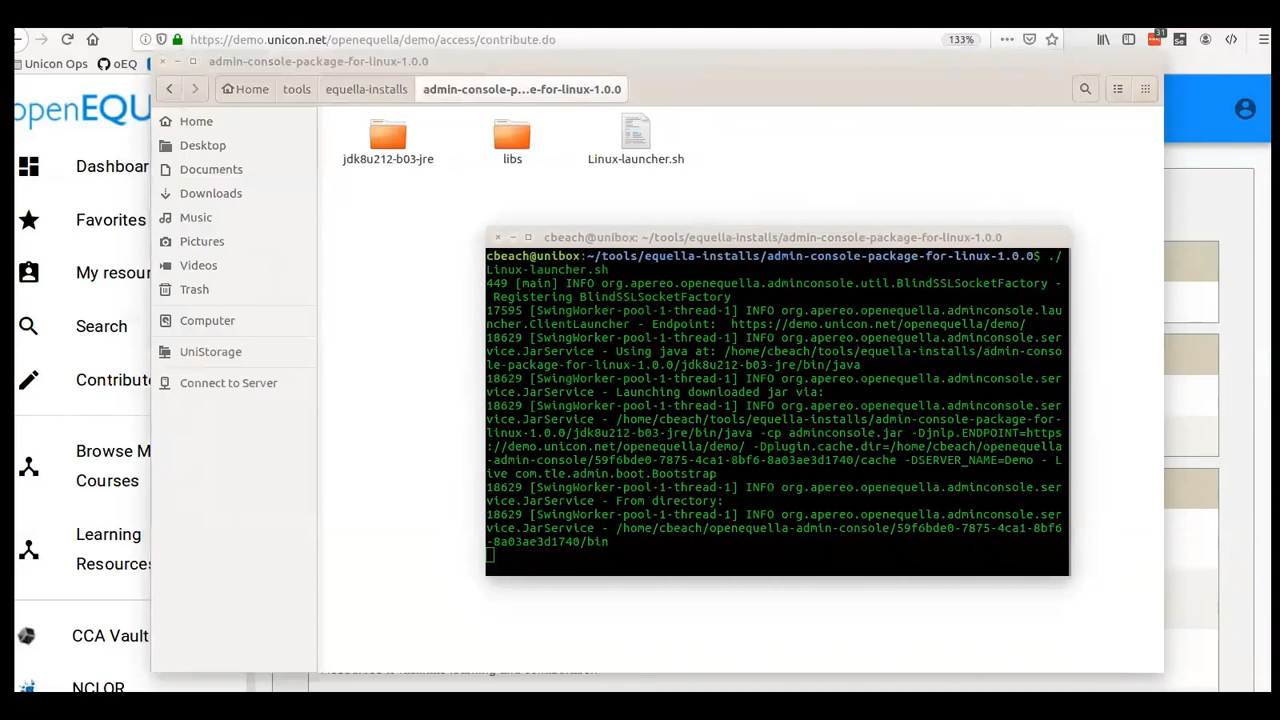 https://demo.unicon.net/openequella/demo/access/contribute.do
133%
31
Unicon Ops
oEQ
admin-console-package-for-linux-1.0.0
Home
tools
equella-installs
admin-console-p...e-for-linux-1.0.0
openEQU
Home
Desktop
Documents
Downloads
Music
Pictures
Videos
Trash
Computer
UniStorage
Connect to Server
jdk8u212-b03-jre
libs
Linux-launcher.sh
Dashboar
Favorites
My resour
Search
Contribute
Browse M
Courses
Learning
Resources
CCA Vault
NCLOR
cbeach@unibox: ~/tools/equella-installs/admin-console-package-for-linux-1.0.0
cbeach@unibox:~/tools/equella-installs/admin-console-package-for-linux-1.0.0$ ./
Linux-launcher.sh
449 [main] INFO org.apereo.openequella.adminconsole.util.BlindSSLSocketFactory -
Registering BlindSSLSocketFactory
17595 [SwingWorker-pool-1-thread-1] INFO org.apereo.openequella.adminconsole.lau
ncher.ClientLauncher - Endpoint:  https://demo.unicon.net/openequella/demo/
18629 [SwingWorker-pool-1-thread-1] INFO org.apereo.openequella.adminconsole.ser
vice.JarService - Using java at: /home/cbeach/tools/equella-installs/admin-conso
le-package-for-linux-1.0.0/jdk8u212-b03-jre/bin/java
18629 [SwingWorker-pool-1-thread-1] INFO org.apereo.openequella.adminconsole.ser
vice.JarService - Launching downloaded jar via:
18629 [SwingWorker-pool-1-thread-1] INFO org.apereo.openequella.adminconsole.ser
vice.JarService - /home/cbeach/tools/equella-installs/admin-console-package-for-
linux-1.0.0/jdk8u212-b03-jre/bin/java -cp adminconsole.jar -Djnlp.ENDPOINT=https
://demo.unicon.net/openequella/demo/ -Dplugin.cache.dir=/home/cbeach/openequella
-admin-console/59f6bde0-7875-4ca1-8bf6-8a03ae3d1740/cache -DSERVER_NAME=Demo - L
ive com.tle.admin.boot.Bootstrap
18629 [SwingWorker-pool-1-thread-1] INFO org.apereo.openequella.adminconsole.ser
vice.JarService - From directory:
18629 [SwingWorker-pool-1-thread-1] INFO org.apereo.openequella.adminconsole.ser
vice.JarService - /home/cbeach/openequella-admin-console/59f6bde0-7875-4ca1-8bf6
-8a03ae3d1740/bin